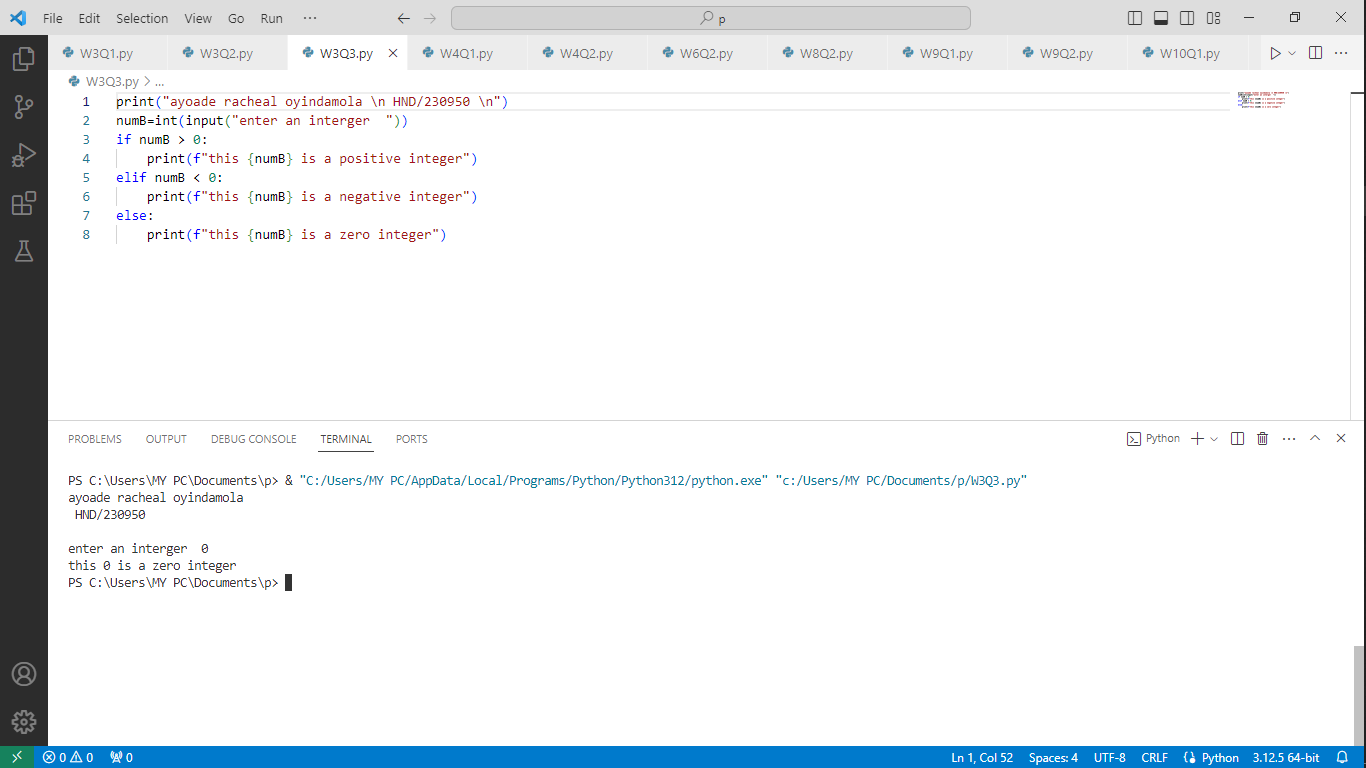 File Edit Selection View Go Run ··· p
W3Q1.py W3Q2.py W3Q3.py W4Q1.py W4Q2.py W6Q2.py W8Q2.py W9Q1.py W9Q2.py W10Q1.py
W3Q3.py > ...
1 print("ayoade racheal oyindamola \n HND/230950 \n")
2 numB=int(input("enter an interger  "))
3 if numB > 0:
4     print(f"this {numB} is a positive integer")
5 elif numB < 0:
6     print(f"this {numB} is a negative integer")
7 else:
8     print(f"this {numB} is a zero integer")
PROBLEMS OUTPUT DEBUG CONSOLE TERMINAL PORTS Python
PS C:\Users\MY PC\Documents\p> & "C:/Users/MY PC/AppData/Local/Programs/Python/Python312/python.exe" "c:/Users/MY PC/Documents/p/W3Q3.py"
ayoade racheal oyindamola
 HND/230950
enter an interger  0
this 0 is a zero integer
PS C:\Users\MY PC\Documents\p>
0 0 0 Ln 1, Col 52 Spaces: 4 UTF-8 CRLF Python 3.12.5 64-bit